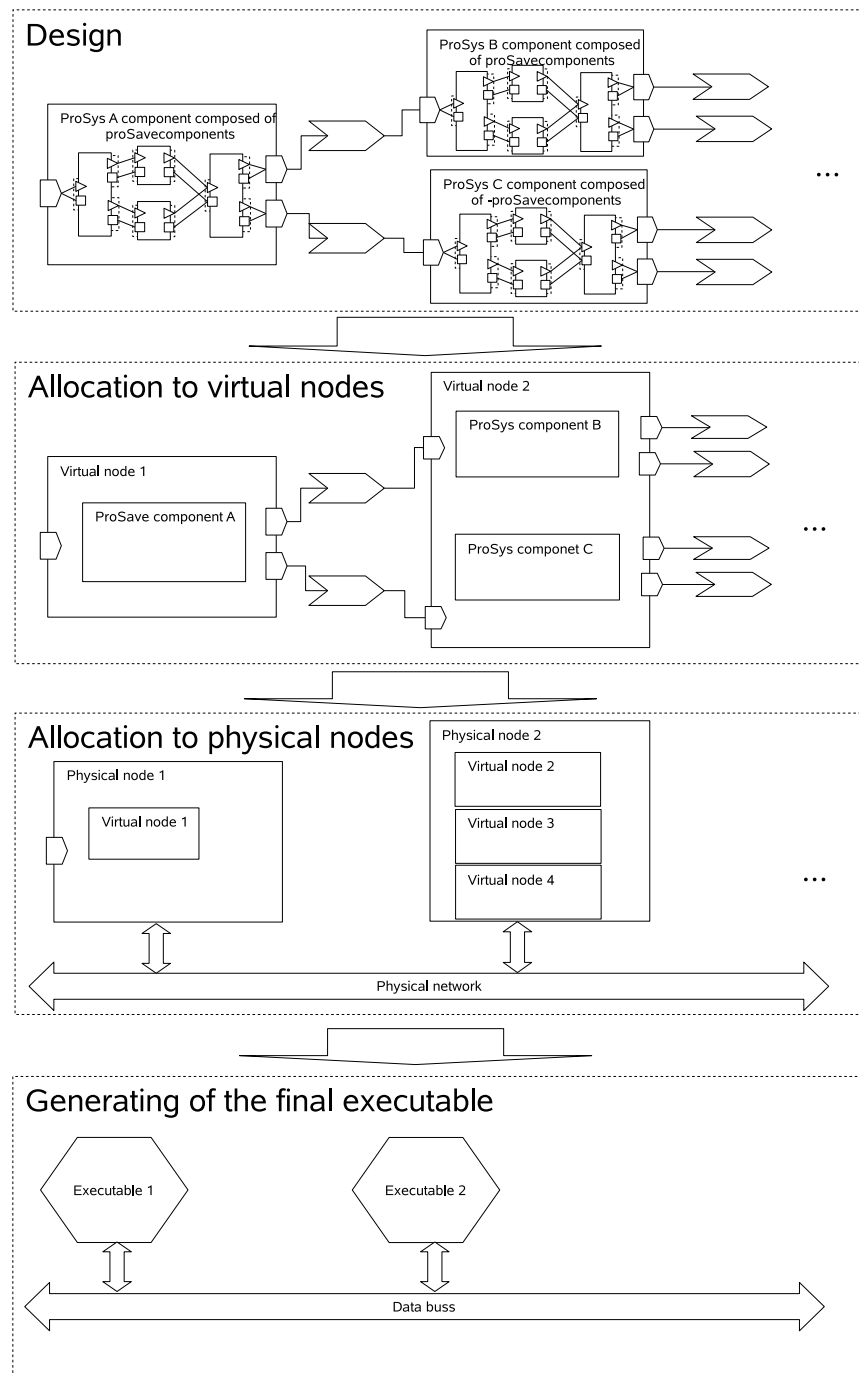 Design
ProSys B component composed
of proSavecomponents
ProSys A component composed of
proSavecomponents
...
ProSys C component composed
of -proSavecomponents
Allocation to virtual nodes
Virtual node 2
ProSys component B
Virtual node 1
ProSave component A
...
ProSys componet C
Allocation to physical nodes
Physical node 2
Physical node 1
Virtual node 2
Virtual node 1
Virtual node 3
Virtual node 4
...
Physical network
Generating of the final executable
Executable 1
Executable 2
Data buss